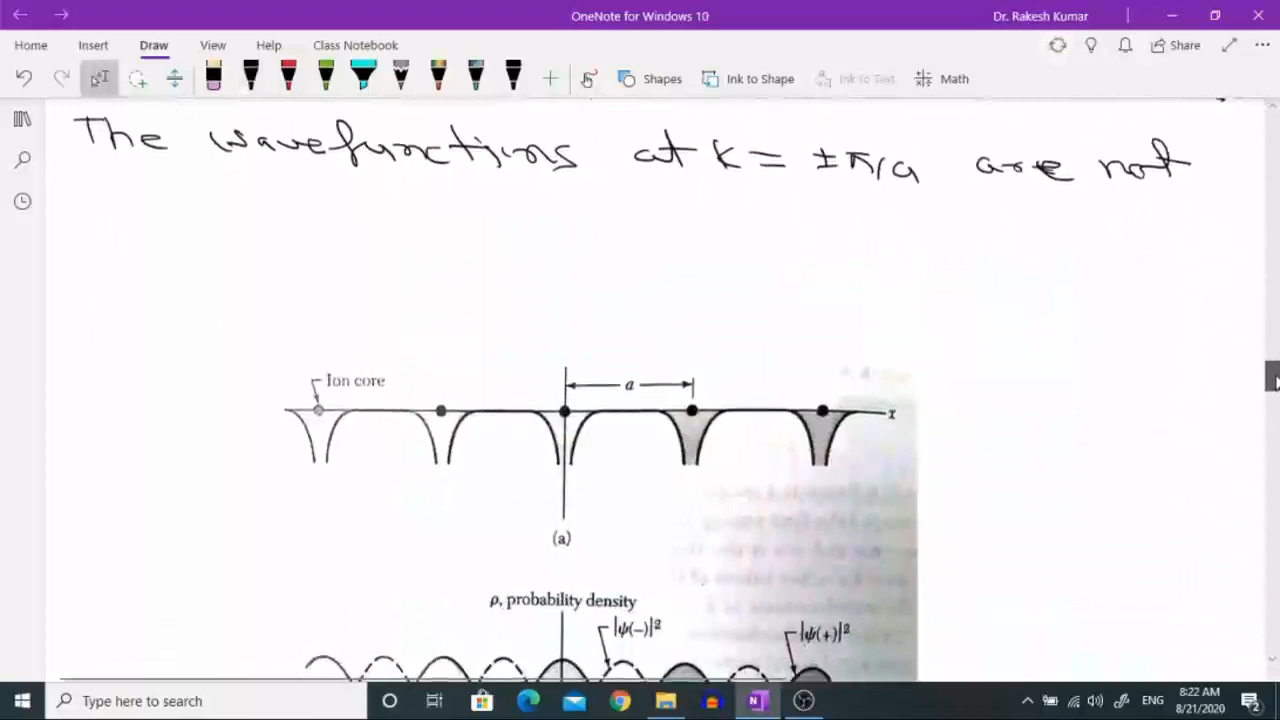 OneNote for Windows 10
Dr. Rakesh Kumar
Home Insert Draw View Help Class Notebook Share
Shapes Ink to Shape Ink to Text Math
The wavefunctions at k = ±π/a are not
Ion core
a
x
(a)
ρ, probability density
|ψ(−)|²
|ψ(+)|²
Type here to search
ENG
8:22 AM
8/21/2020
2